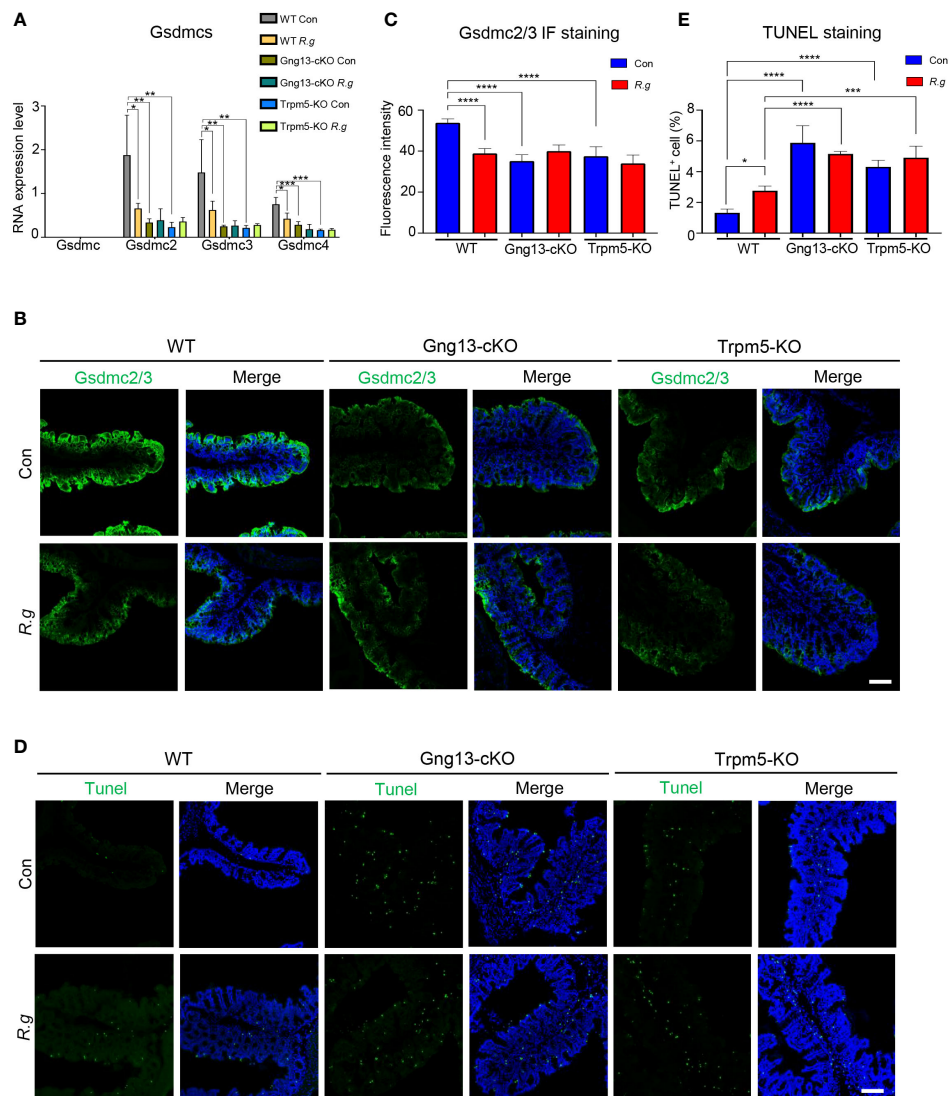 A
Gsdmcs
WT Con
WT R.g
Gng13-cKO Con
Gng13-cKO R.g
Trpm5-KO Con
Trpm5-KO R.g
RNA expression level
3
2
1
0
** ** *
** ** *
*** *** *
Gsdmc Gsdmc2 Gsdmc3 Gsdmc4
C
Gsdmc2/3 IF staining
Con
R.g
Fluorescence intensity
60
40
20
0
****
****
****
WT Gng13-cKO Trpm5-KO
E
TUNEL staining
Con
R.g
TUNEL+ cell (%)
8
6
4
2
0
****
****
***
****
*
WT Gng13-cKO Trpm5-KO
B
WT Gng13-cKO Trpm5-KO
Gsdmc2/3 Merge Gsdmc2/3 Merge Gsdmc2/3 Merge
Con
R.g
D
WT Gng13-cKO Trpm5-KO
Tunel Merge Tunel Merge Tunel Merge
Con
R.g